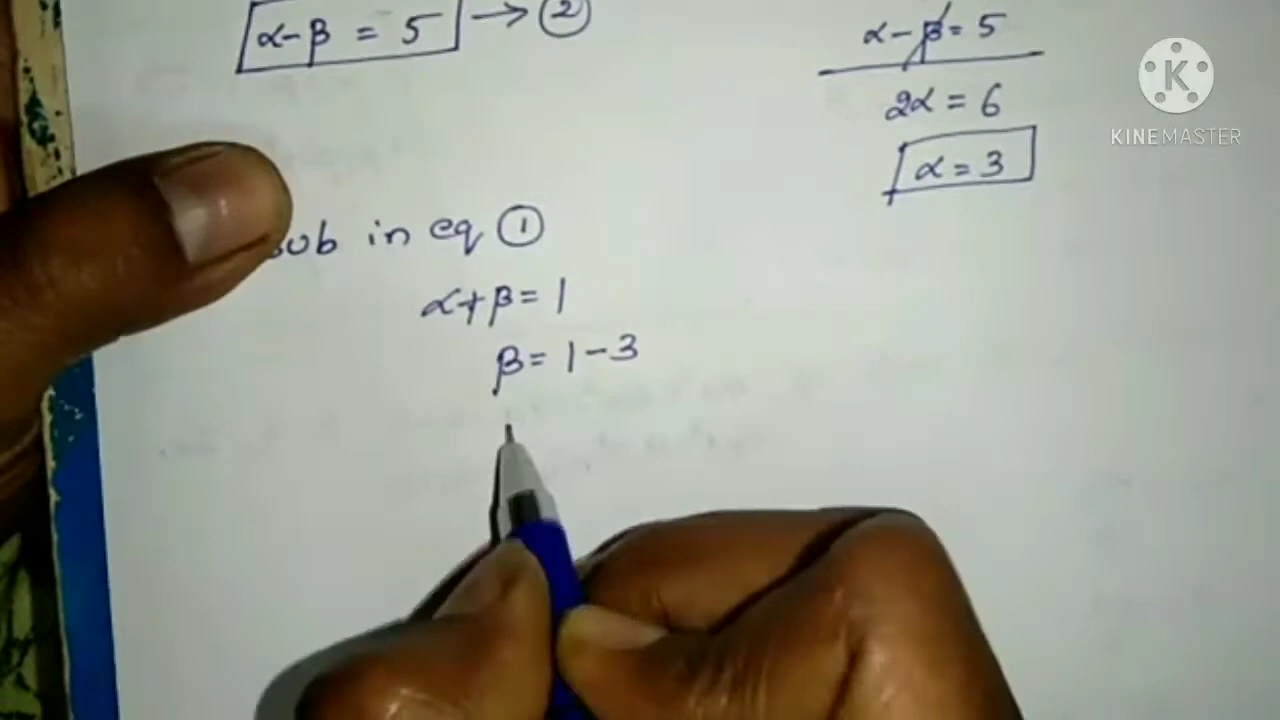 α-β = 5 → ②
α - β = 5
2α = 6
α = 3
sub in eq ①
α+β = 1
β = 1-3
K
KINEMASTER